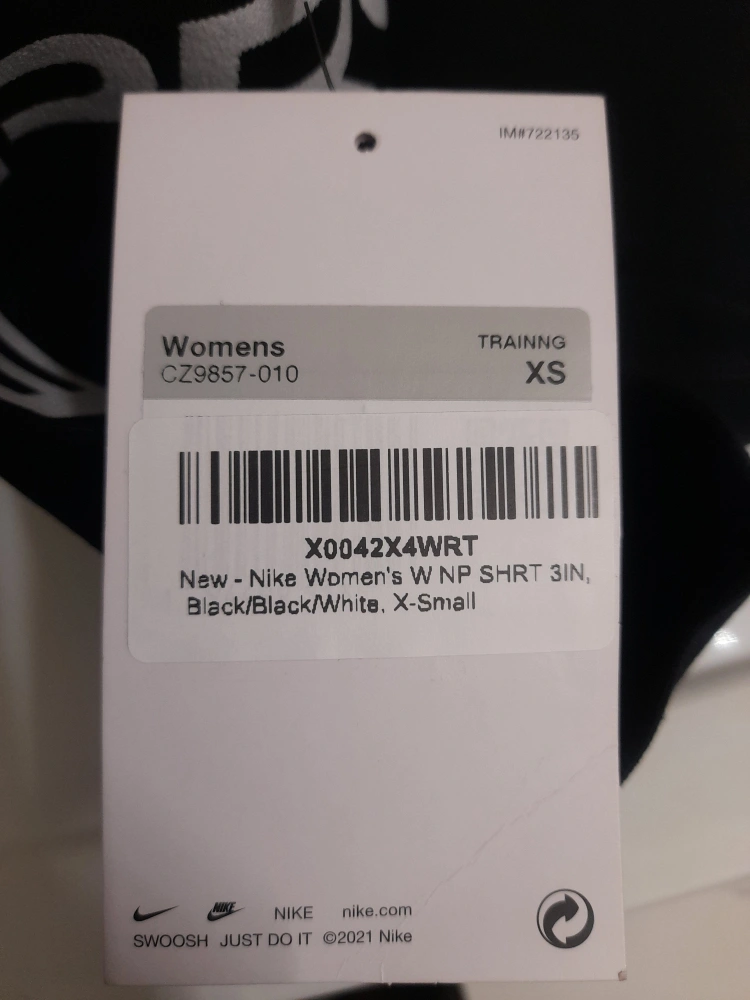 IM#722135
Womens TRAINNG
CZ9857-010 XS
X0042X4WRT
New - Nike Women's W NP SHRT 3IN,
Black/Black/White, X-Small
NIKE NIKE nike.com
SWOOSH JUST DO IT ©2021 Nike